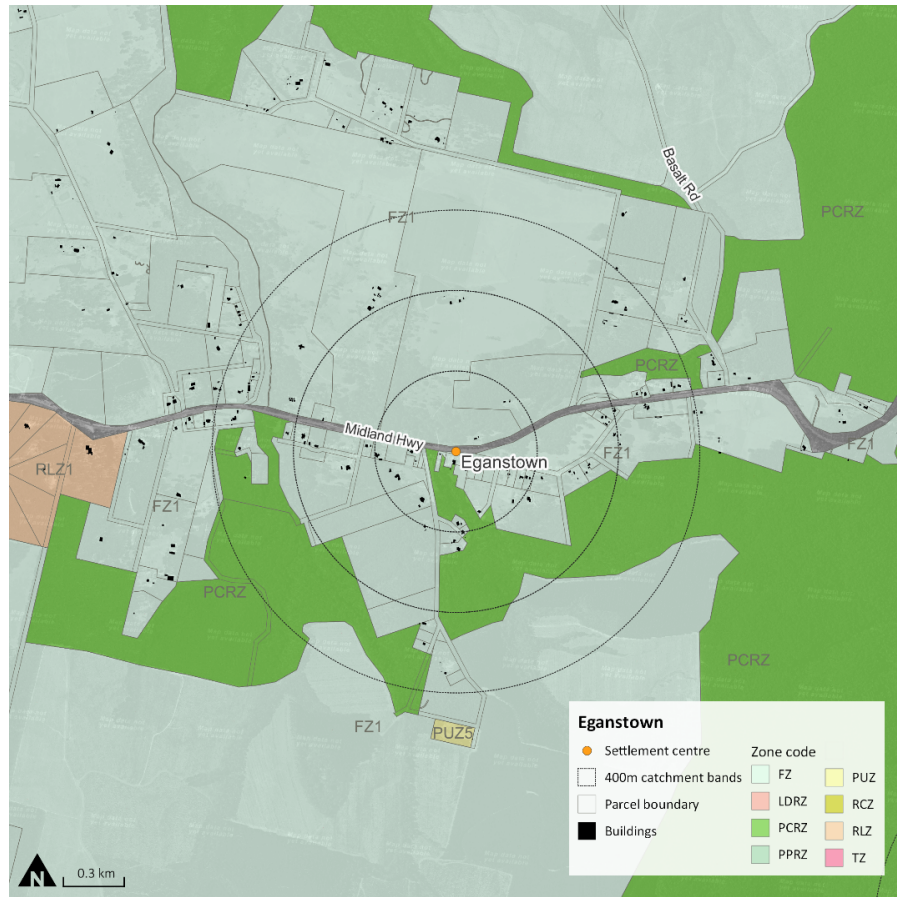 Basalt Rd
PCRZ
FZ1
PCRZ
Midland Hwy
Eganstown
FZ1
FZ1
RLZ1
FZ1
PCRZ
PCRZ
FZ1
PUZ5
Eganstown
Settlement centre
400m catchment bands
Parcel boundary
Buildings
Zone code
FZ
LDRZ
PCRZ
PPRZ
PUZ
RCZ
RLZ
TZ
N
0.3 km